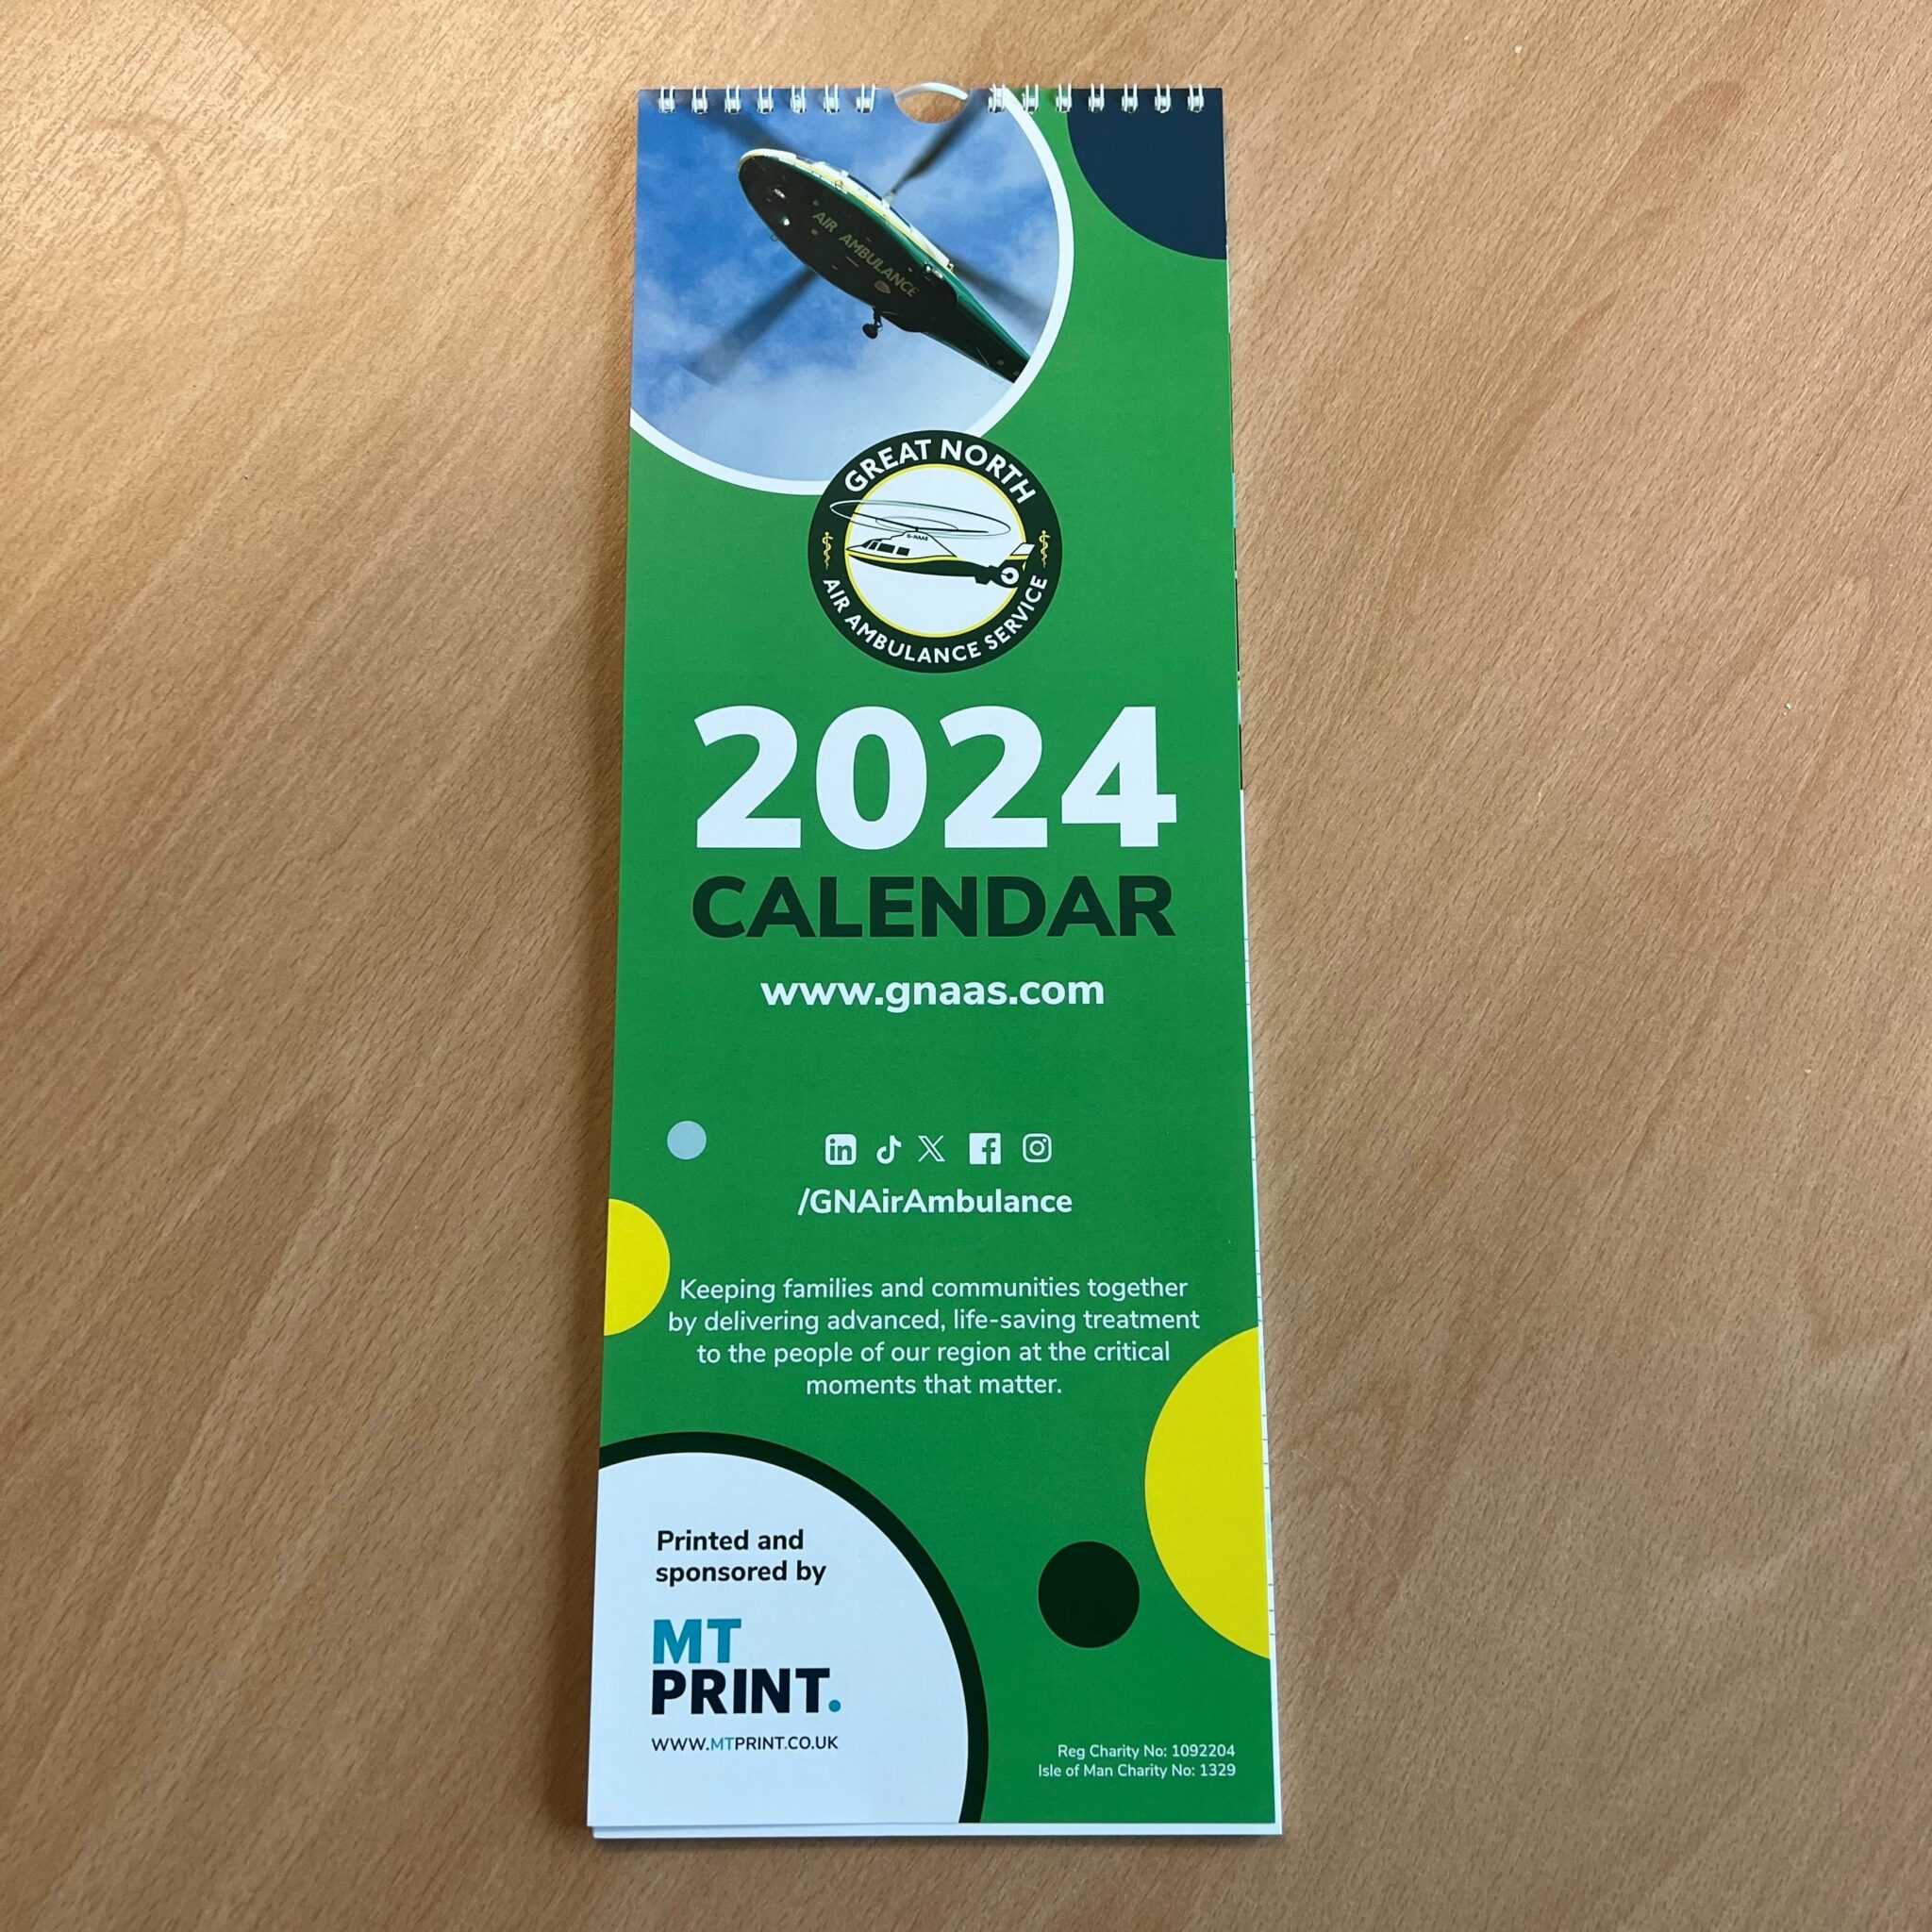 AIR AMBULANCE
GREAT NORTH
G-NAAS
AIR AMBULANCE SERVICE
2024
CALENDAR
www.gnaas.com
/GNAirAmbulance
Keeping families and communities together
by delivering advanced, life-saving treatment
to the people of our region at the critical
moments that matter.
Printed and
sponsored by
MT
PRINT.
WWW.MTPRINT.CO.UK
Reg Charity No: 1092204
Isle of Man Charity No: 1329